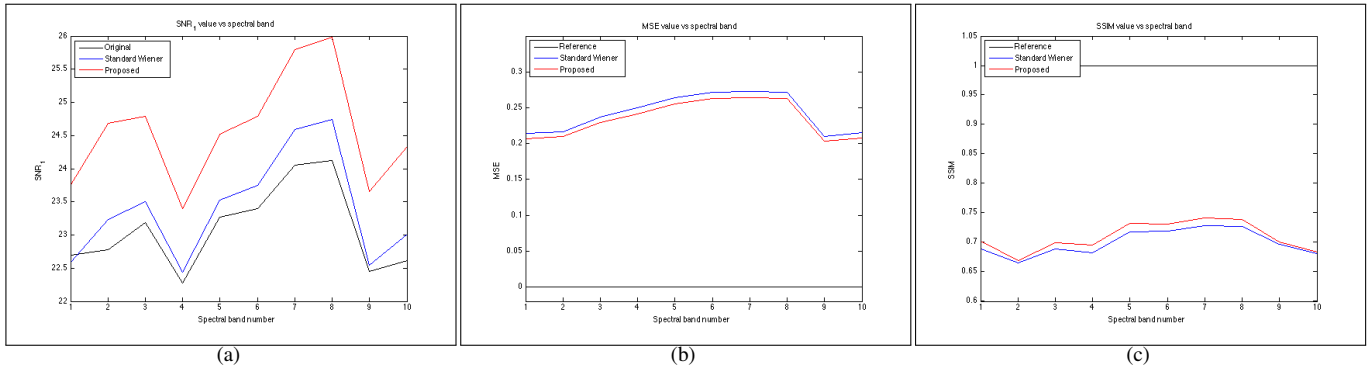 SNR1 value vs spectral band
26
25.5
25
24.5
24
23.5
23
22.5
22
SNR1
Original
Standard Wiener
Proposed
1 2 3 4 5 6 7 8 9 10
Spectral band number
(a)
MSE value vs spectral band
0.3
0.25
0.2
0.15
0.1
0.05
0
MSE
Reference
Standard Wiener
Proposed
1 2 3 4 5 6 7 8 9 10
Spectral band number
(b)
SSIM value vs spectral band
1.05
1
0.95
0.9
0.85
0.8
0.75
0.7
0.65
0.6
SSIM
Reference
Standard Wiener
Proposed
1 2 3 4 5 6 7 8 9 10
Spectral band number
(c)